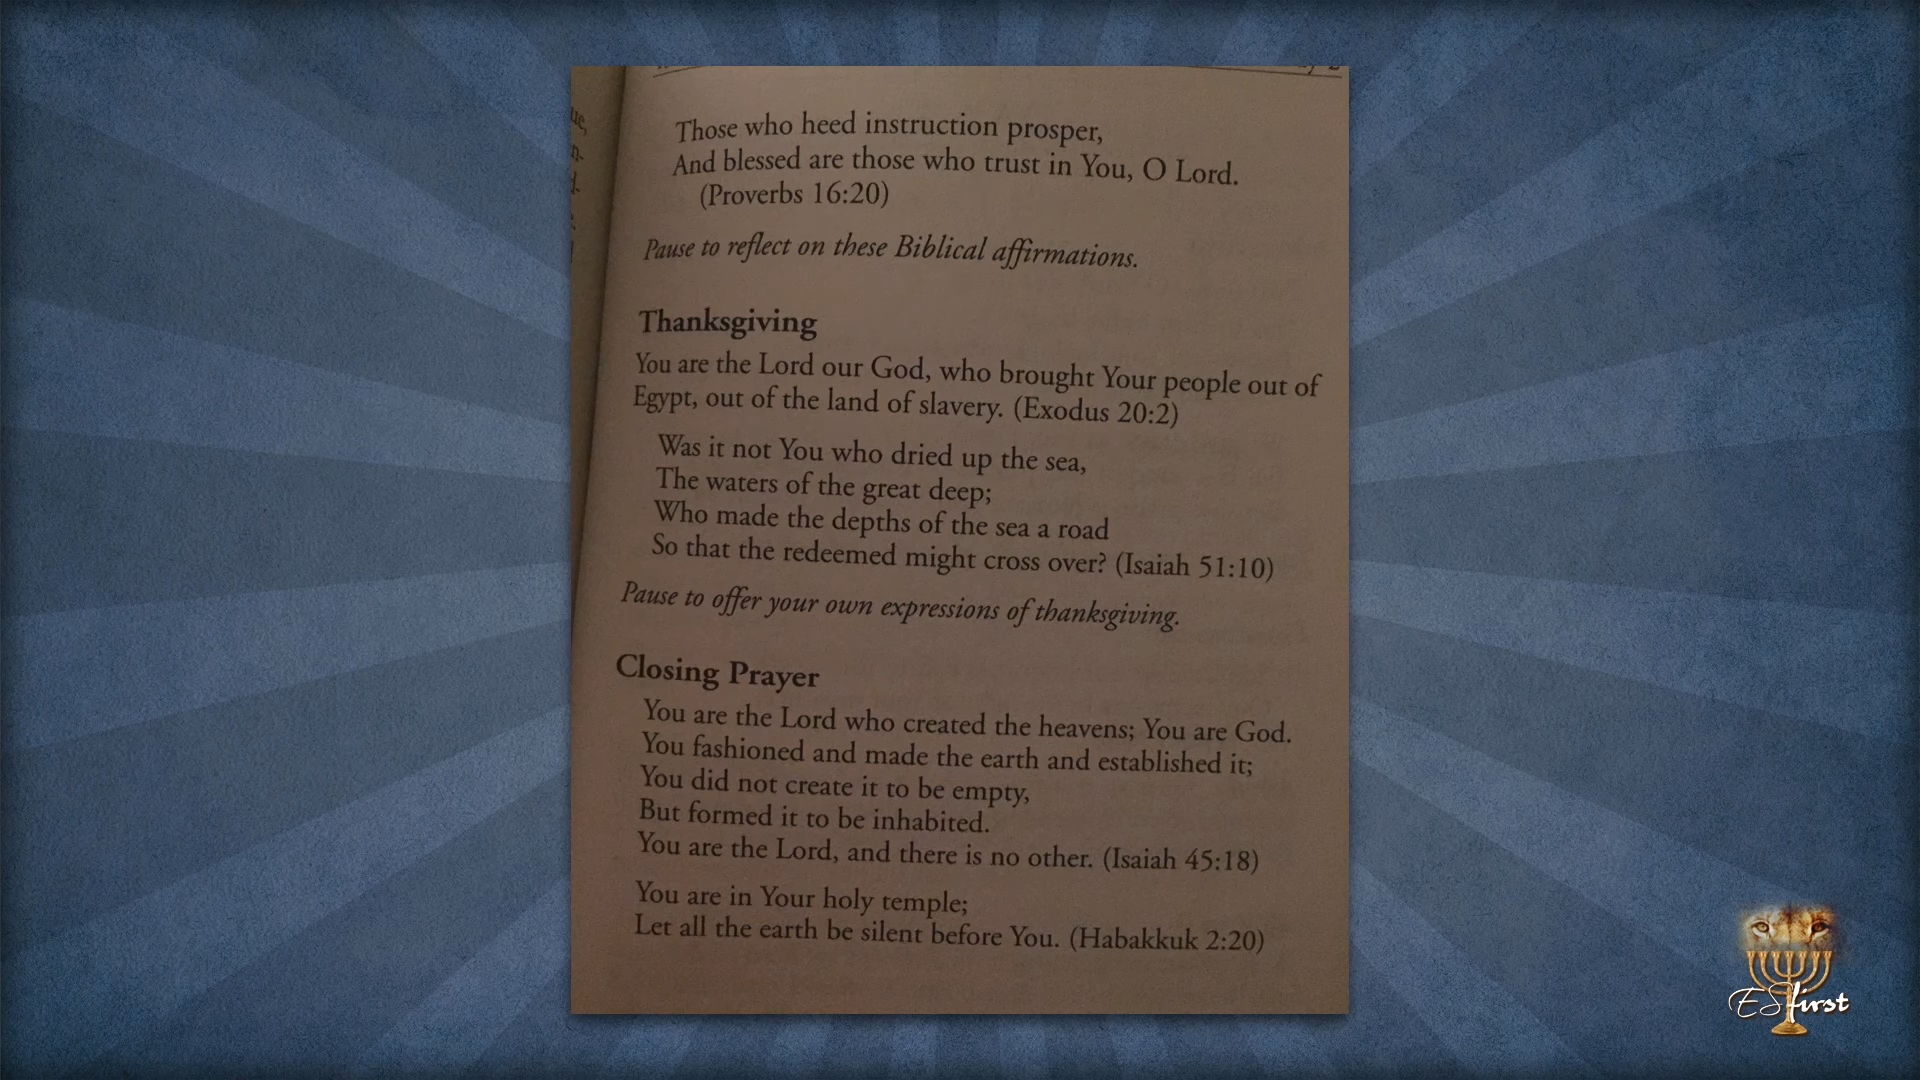 Those who heed instruction prosper,
And blessed are those who trust in You, O Lord.
(Proverbs 16:20)
Pause to reflect on these Biblical affirmations.
Thanksgiving
You are the Lord our God, who brought Your people out of
Egypt, out of the land of slavery. (Exodus 20:2)
Was it not You who dried up the sea,
The waters of the great deep;
Who made the depths of the sea a road
So that the redeemed might cross over? (Isaiah 51:10)
Pause to offer your own expressions of thanksgiving.
Closing Prayer
You are the Lord who created the heavens; You are God.
You fashioned and made the earth and established it;
You did not create it to be empty,
But formed it to be inhabited.
You are the Lord, and there is no other. (Isaiah 45:18)
You are in Your holy temple;
Let all the earth be silent before You. (Habakkuk 2:20)
ESfirst